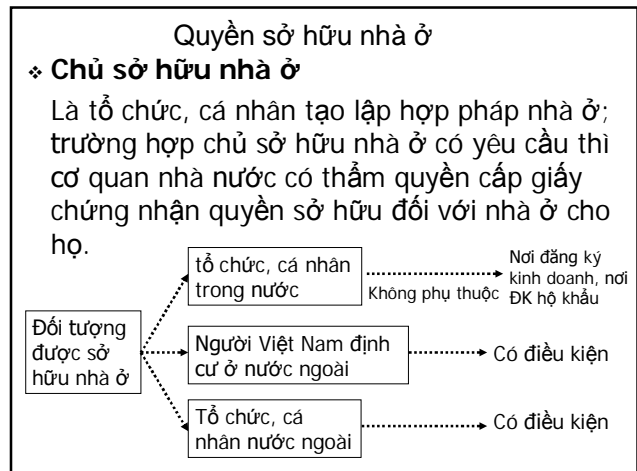 Quyền sở hữu nhà ở
❖ Chủ sở hữu nhà ở
Là tổ chức, cá nhân tạo lập hợp pháp nhà ở;
trường hợp chủ sở hữu nhà ở có yêu cầu thì
cơ quan nhà nước có thẩm quyền cấp giấy
chứng nhận quyền sở hữu đối với nhà ở cho
họ.
Đối tượng
được sở
hữu nhà ở
tổ chức, cá nhân
trong nước
Không phụ thuộc
Nơi đăng ký
kinh doanh, nơi
ĐK hộ khẩu
Người Việt Nam định
cư ở nước ngoài
Có điều kiện
Tổ chức, cá
nhân nước ngoài
Có điều kiện